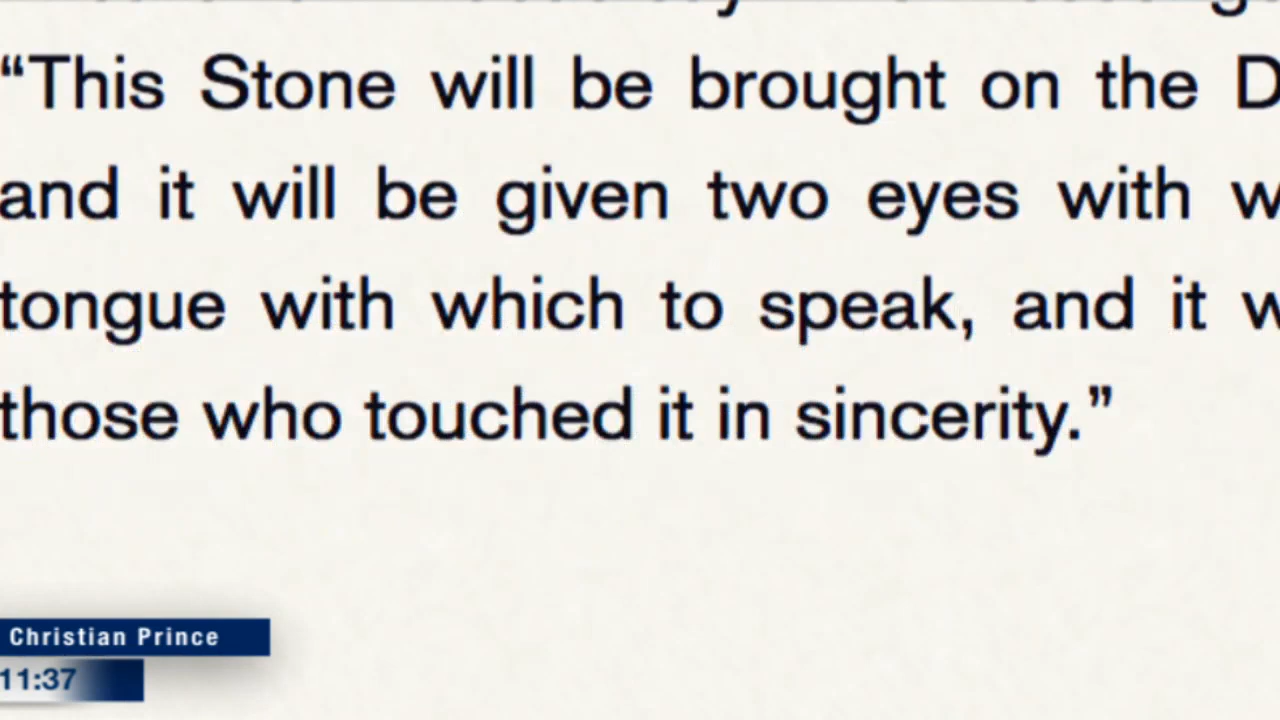 “This Stone will be brought on the
and it will be given two eyes with
tongue with which to speak, and it
those who touched it in sincerity.”
Christian Prince
11:37